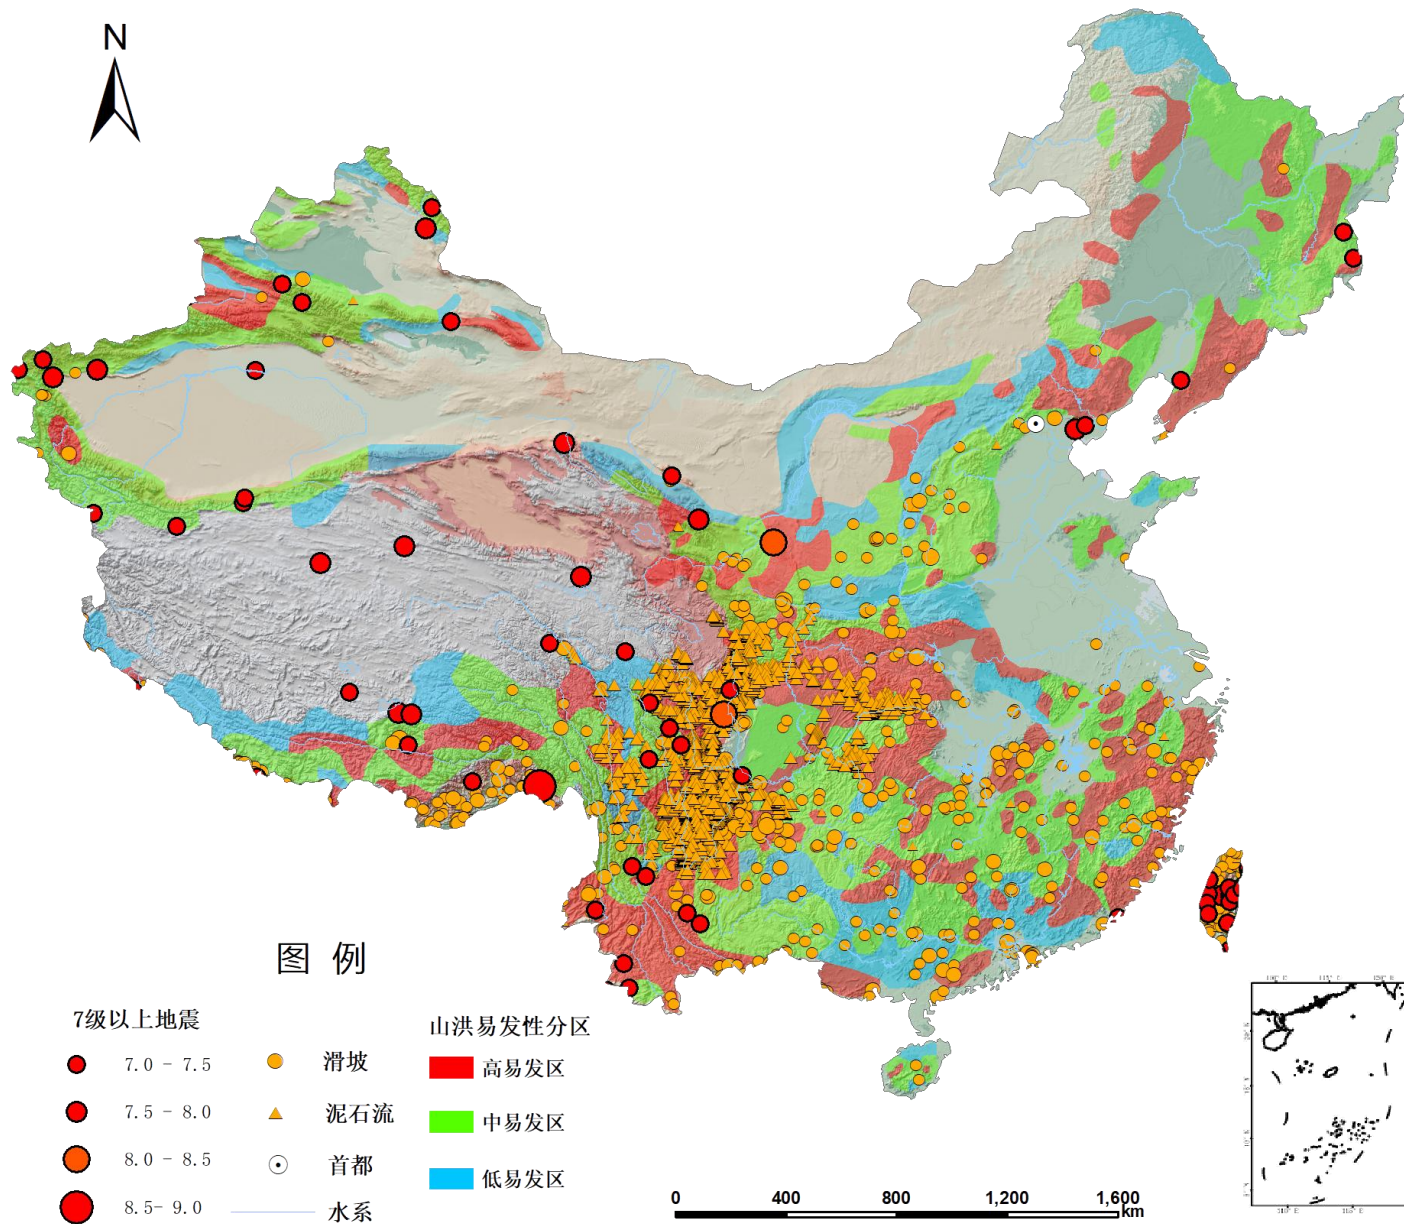 N
图 例
7级以上地震
7.0 - 7.5
7.5 - 8.0
8.0 - 8.5
8.5- 9.0
滑坡
泥石流
首都
水系
山洪易发性分区
高易发区
中易发区
低易发区
0 400 800 1,200 1,600
km